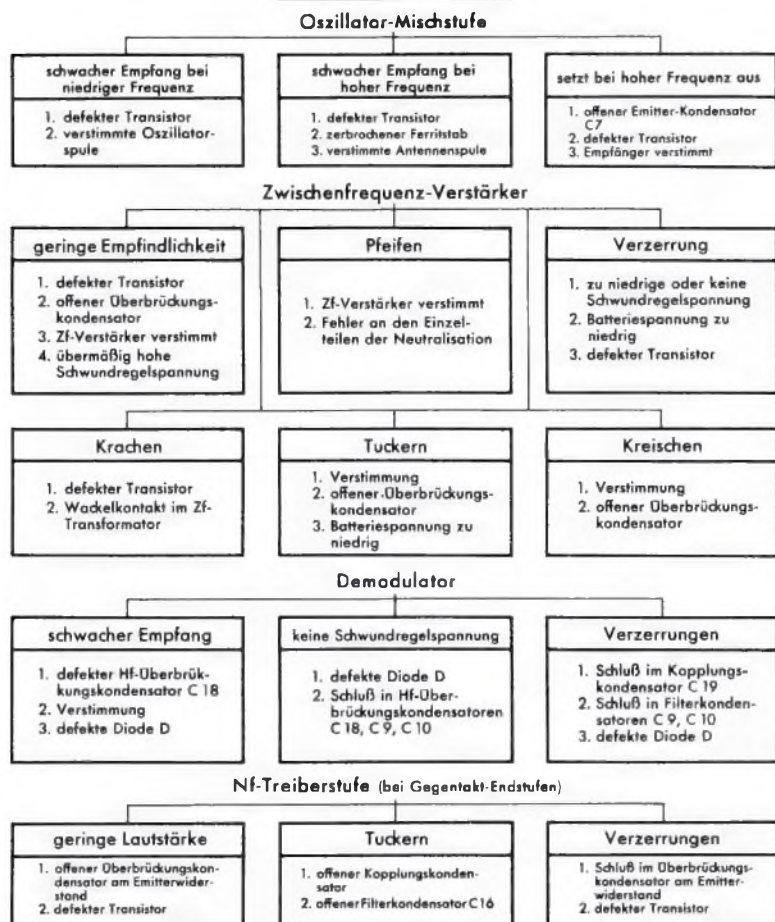 Oszillator-Mischstufe
schwacher Empfang bei
niedriger Frequenz
1. defekter Transistor
2. verstimmte Oszillator-
spule
schwacher Empfang bei
hoher Frequenz
1. defekter Transistor
2. zerbrochener Ferritstab
3. verstimmte Antennenspule
setzt bei hoher Frequenz aus
1. offener Emitter-Kondensator
C7
2. defekter Transistor
3. Empfänger verstimmt
Zwischenfrequenz-Verstärker
geringe Empfindlichkeit
1. defekter Transistor
2. offener Überbrückungs-
kondensator
3. Zf-Verstärker verstimmt
4. übermäßig hohe
Schwundregelspannung
Pfeifen
1. Zf-Verstärker verstimmt
2. Fehler an den Einzel-
teilen der Neutralisation
Verzerrung
1. zu niedrige oder keine
Schwundregelspannung
2. Batteriespannung zu
niedrig
3. defekter Transistor
Krachen
1. defekter Transistor
2. Wackelkontakt im Zf-
Transformator
Tuckern
1. Verstimmung
2. offener Überbrückungs-
kondensator
3. Batteriespannung zu
niedrig
Kreischen
1. Verstimmung
2. offener Überbrückungs-
kondensator
Demodulator
schwacher Empfang
1. defekter Hf-Überbrük-
kungskondensator C 18
2. Verstimmung
3. defekte Diode D
keine Schwundregelspannung
1. defekte Diode D
2. Schluß in Hf-Über-
brückungskondensatoren
C 18, C 9, C 10
Verzerrungen
1. Schluß im Kopplungs-
kondensator C 19
2. Schluß in Filterkonden-
satoren C 9, C 10
3. defekte Diode D
Nf-Treiberstufe (bei Gegentakt-Endstufen)
geringe Lautstärke
1. offener Überbrückungskon-
densator am Emitterwider-
stand
2. defekter Transistor
Tuckern
1. offener Kopplungskonden-
sator
2. offener Filterkondensator C 16
Verzerrungen
1. Schluß im Überbrückungs-
kondensator am Emitter-
widerstand
2. defekter Transistor